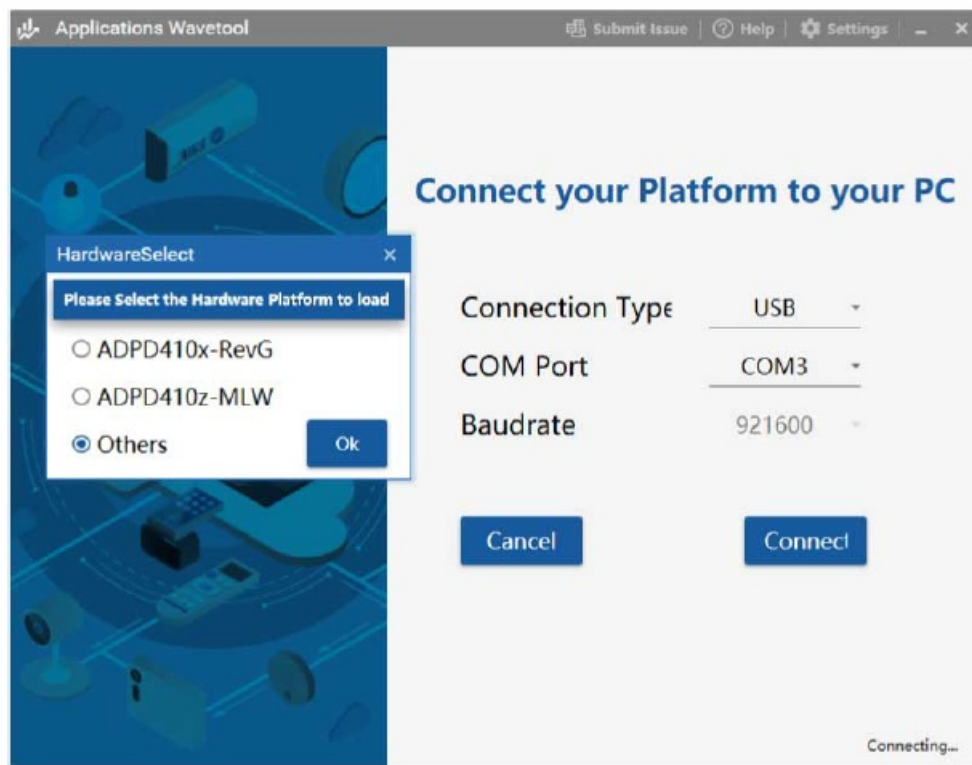 Applications Wavetool
Submit Issue
Help
Settings
Connect your Platform to your PC
HardwareSelect
Please Select the Hardware Platform to load
ADPD410x-RevG
ADPD410z-MLW
Others
Ok
Connection Type
USB
COM Port
COM3
Baudrate
921600
Cancel
Connect
Connecting...